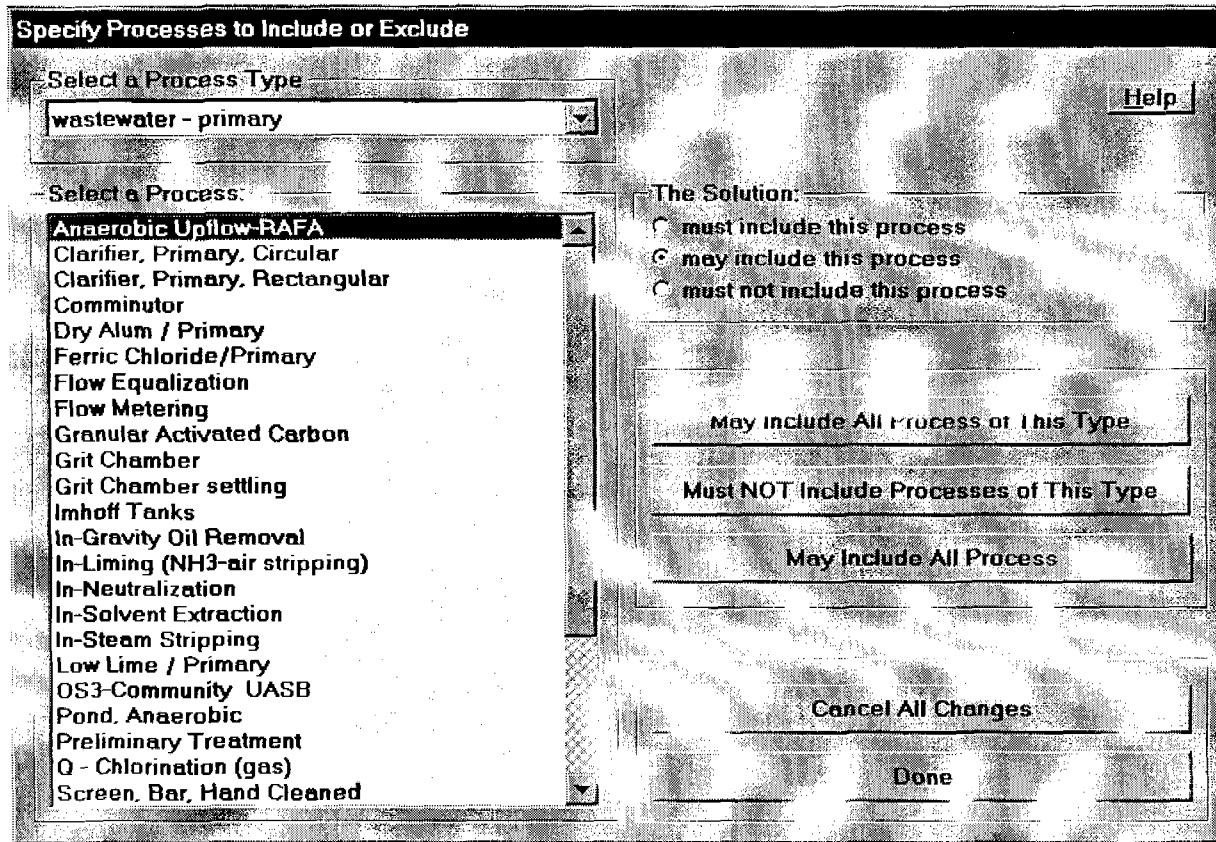 Specify Processes to Include or Exclude
Select a Process Type
wastewater - primary
Help
Select a Process:
Anaerobic Upflow-RAFA
Clarifier, Primary, Circular
Clarifier, Primary, Rectangular
Comminutor
Dry Alum / Primary
Ferric Chloride/Primary
Flow Equalization
Flow Metering
Granular Activated Carbon
Grit Chamber
Grit Chamber settling
Imhoff Tanks
In-Gravity Oil Removal
In-Liming (NH3-air stripping)
In-Neutralization
In-Solvent Extraction
In-Steam Stripping
Low Lime / Primary
OS3-Community UASB
Pond, Anaerobic
Preliminary Treatment
Q - Chlorination (gas)
Screen, Bar, Hand Cleaned
The Solution:
must include this process
may include this process
must not include this process
May Include All Process of This Type
Must NOT Include Processes of This Type
May Include All Process
Cancel All Changes
Done